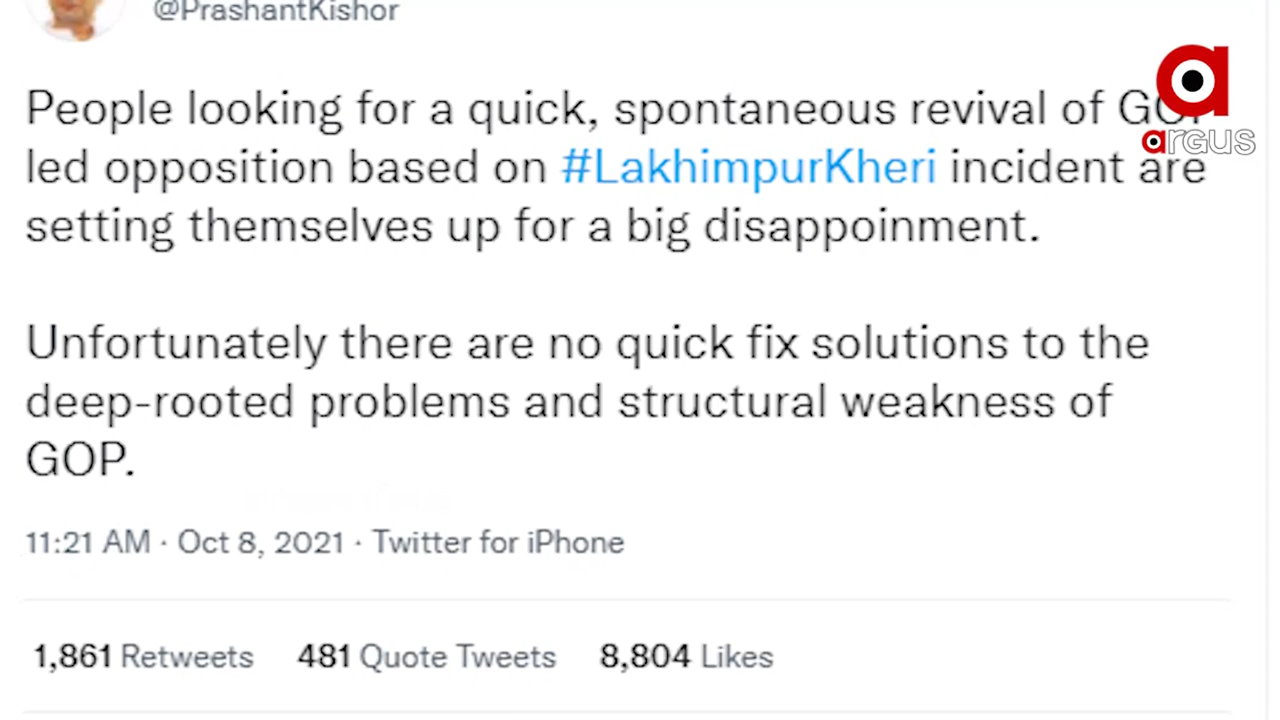 @PrashantKishor
People looking for a quick, spontaneous revival of GOP
led opposition based on #LakhimpurKheri incident are
setting themselves up for a big disappoinment.
Unfortunately there are no quick fix solutions to the
deep-rooted problems and structural weakness of
GOP.
11:21 AM · Oct 8, 2021 · Twitter for iPhone
1,861 Retweets 481 Quote Tweets 8,804 Likes
a
argus